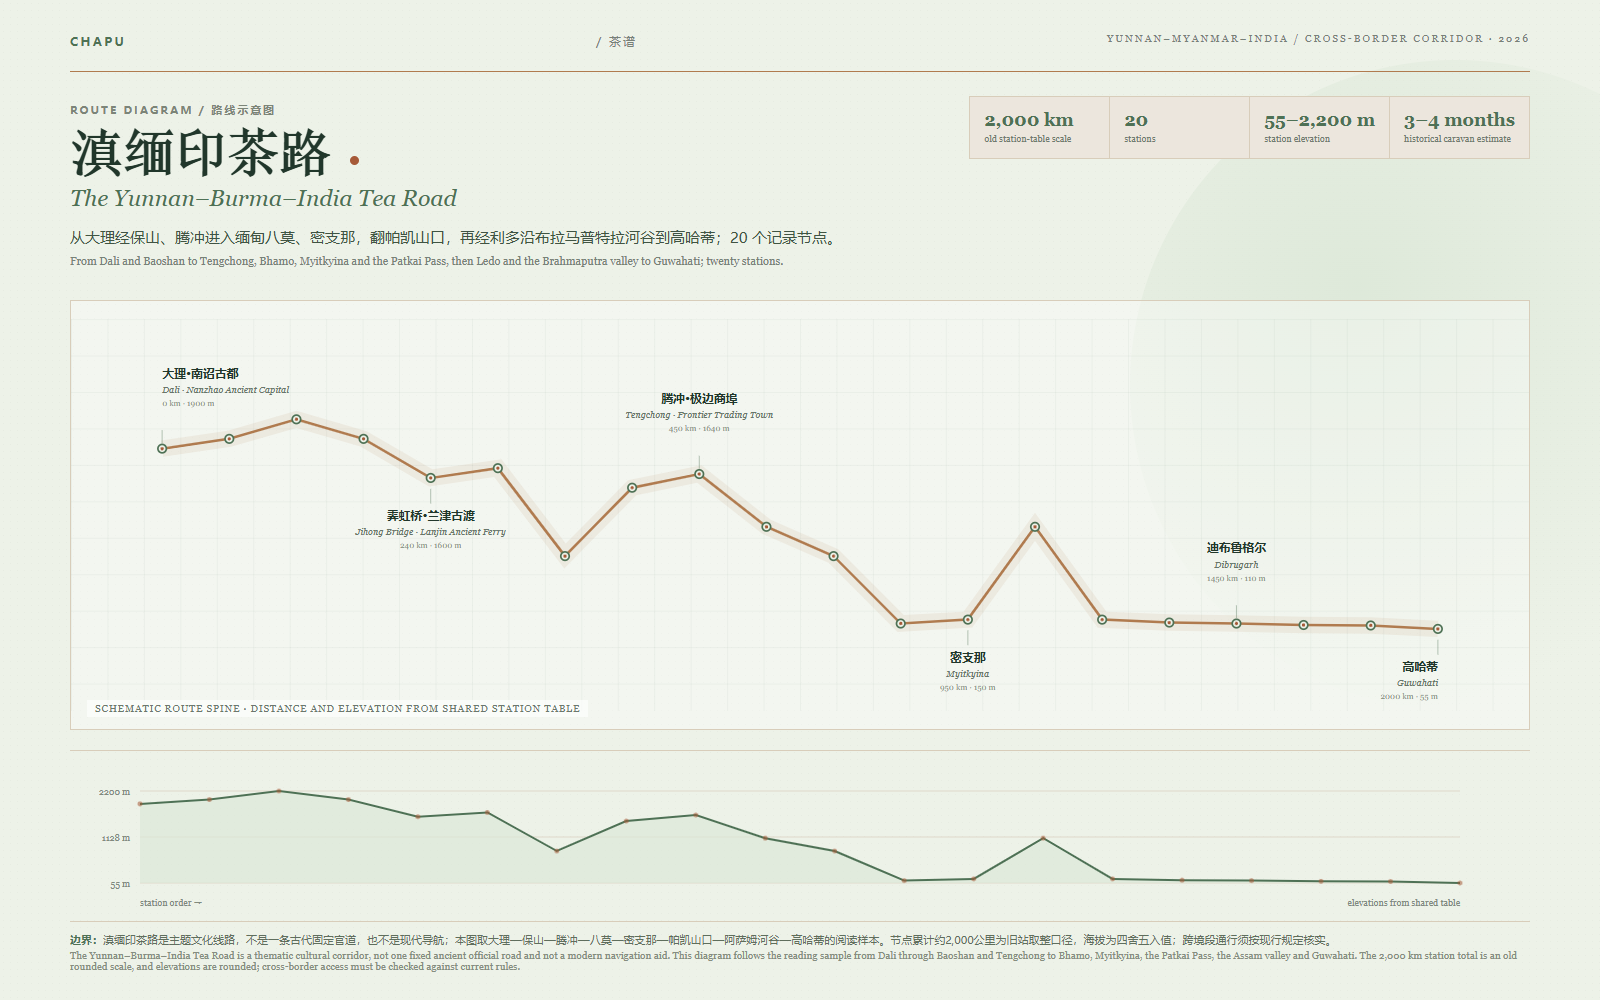 CHAPU
/ 茶谱
YUNNAN–MYANMAR–INDIA / CROSS-BORDER CORRIDOR · 2026
ROUTE DIAGRAM / 路线示意图
滇缅印茶路
The Yunnan–Burma–India Tea Road
从大理经保山、腾冲进入缅甸八莫、密支那，翻帕凯山口，再经利多沿布拉马普特拉河谷到高哈蒂；20 个记录节点。
From Dali and Baoshan to Tengchong, Bhamo, Myitkyina and the Patkai Pass, then Ledo and the Brahmaputra valley to Guwahati; twenty stations.
2,000 km
old station-table scale
20
stations
55–2,200 m
station elevation
3–4 months
historical caravan estimate
大理·南诏古都
Dali · Nanzhao Ancient Capital
0 km · 1900 m
霁虹桥·兰津古渡
Jihong Bridge · Lanjin Ancient Ferry
240 km · 1600 m
腾冲·极边商埠
Tengchong · Frontier Trading Town
450 km · 1640 m
密支那
Myitkyina
950 km · 150 m
迪布鲁格尔
Dibrugarh
1450 km · 110 m
高哈蒂
Guwahati
2000 km · 55 m
SCHEMATIC ROUTE SPINE · DISTANCE AND ELEVATION FROM SHARED STATION TABLE
2200 m
1128 m
55 m
station order →
elevations from shared table
边界：滇缅印茶路是主题文化线路，不是一条古代固定官道，也不是现代导航；本图取大理—保山—腾冲—八莫—密支那—帕凯山口—阿萨姆河谷—高哈蒂的阅读样本。节点累计约2,000公里为旧站取整口径，海拔为四舍五入值；跨境段通行须按现行规定核实。
The Yunnan–Burma–India Tea Road is a thematic cultural corridor, not one fixed ancient official road and not a modern navigation aid. This diagram follows the reading sample from Dali through Baoshan and Tengchong to Bhamo, Myitkyina, the Patkai Pass, the Assam valley and Guwahati. The 2,000 km station total is an old
rounded scale, and elevations are rounded; cross-border access must be checked against current rules.